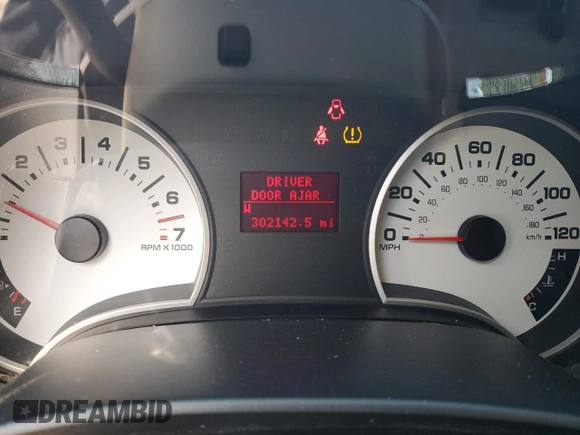 2 3 4 5 6 7
RPM X 1000
E
DRIVER
DOOR AJAR
W
302142.5 mi
0 20 40 60 80 100 120
MPH
km/h
H
C
DREAMBID